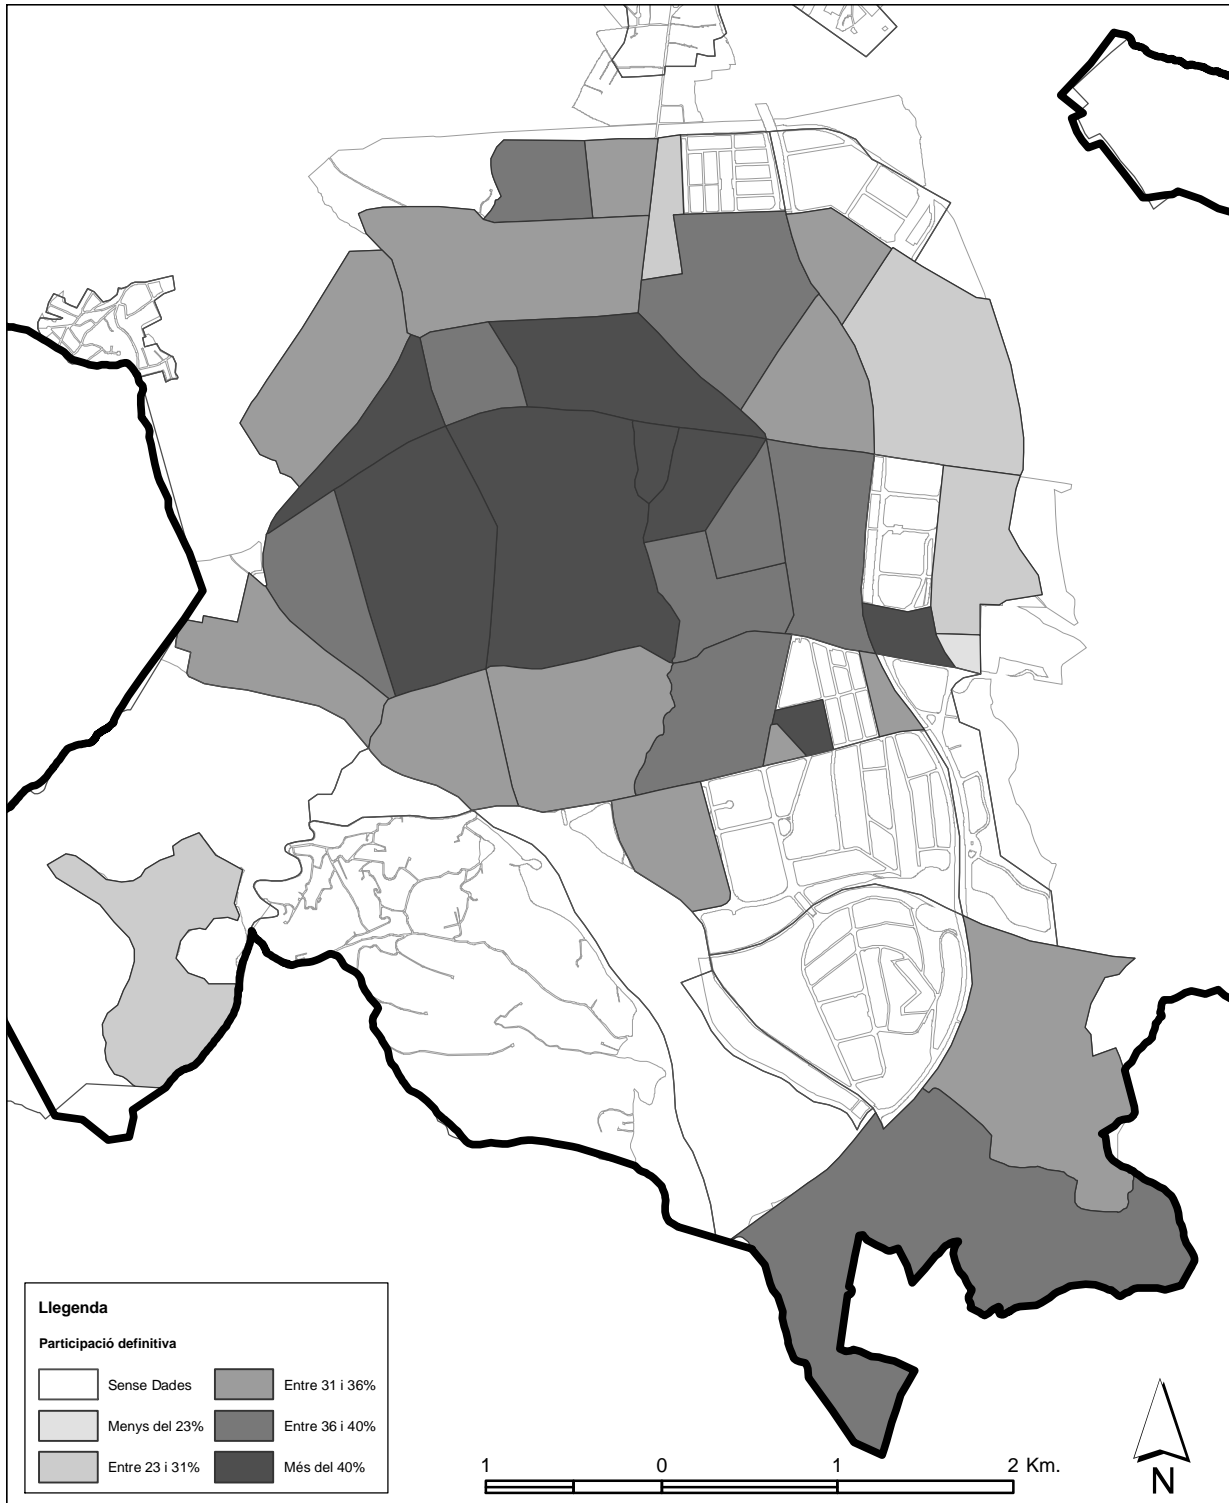 Llegenda
Participació definitiva
Sense Dades
Menys del 23%
Entre 23 i 31%
Entre 31 i 36%
Entre 36 i 40%
Més del 40%
1 0 1 2 Km.
N